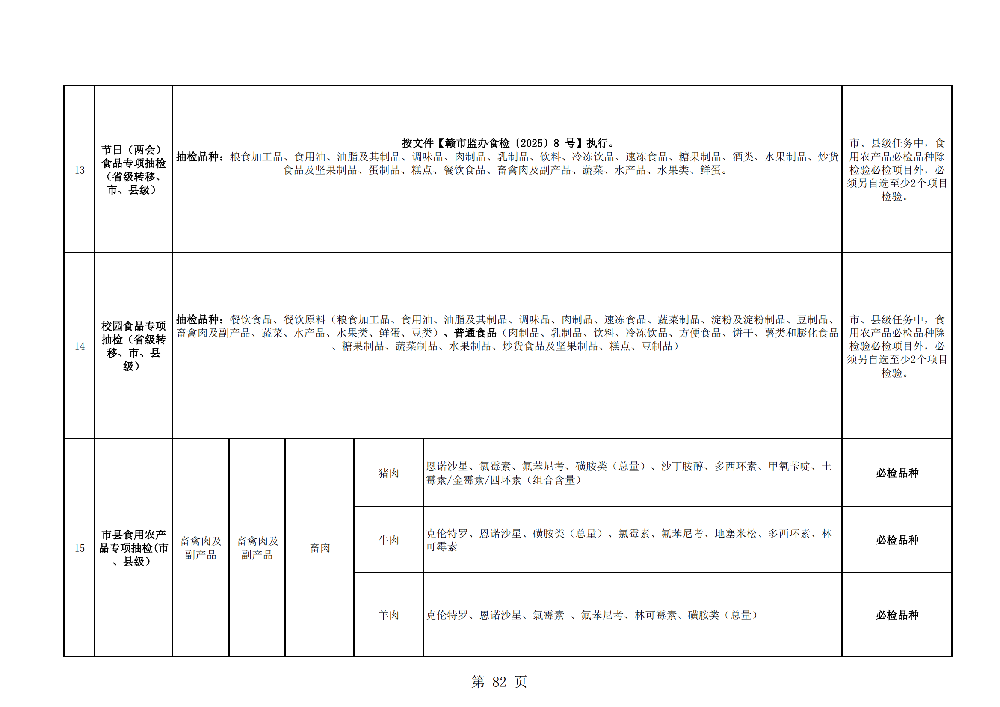 13
节日（两会）
食品专项抽检
（省级转移、
市、县级）
按文件【赣市监办食检〔2025〕8 号】执行。
抽检品种：粮食加工品、食用油、油脂及其制品、调味品、肉制品、乳制品、饮料、冷冻饮品、速冻食品、糖果制品、酒类、水果制品、炒货
食品及坚果制品、蛋制品、糕点、餐饮食品、畜禽肉及副产品、蔬菜、水产品、水果类、鲜蛋。
市、县级任务中，食
用农产品必检品种除
检验必检项目外，必
须另自选至少2个项目
检验。
14
校园食品专项
抽检（省级转
移、市、县
级）
抽检品种：餐饮食品、餐饮原料（粮食加工品、食用油、油脂及其制品、调味品、肉制品、速冻食品、蔬菜制品、淀粉及淀粉制品、豆制品、
畜禽肉及副产品、蔬菜、水产品、水果类、鲜蛋、豆类）、普通食品（肉制品、乳制品、饮料、冷冻饮品、方便食品、饼干、薯类和膨化食品
、糖果制品、蔬菜制品、水果制品、炒货食品及坚果制品、糕点、豆制品）
市、县级任务中，食
用农产品必检品种除
检验必检项目外，必
须另自选至少2个项目
检验。
15
市县食用农产
品专项抽检(市
、县级）
畜禽肉及
副产品
畜禽肉及
副产品
畜肉
猪肉
恩诺沙星、氯霉素、氟苯尼考、磺胺类（总量）、沙丁胺醇、多西环素、甲氧苄啶、土
霉素/金霉素/四环素（组合含量）
必检品种
牛肉
克伦特罗、恩诺沙星、磺胺类（总量）、氯霉素、氟苯尼考、地塞米松、多西环素、林
可霉素
必检品种
羊肉
克伦特罗、恩诺沙星、氯霉素 、氟苯尼考、林可霉素、磺胺类（总量）
必检品种
第 82 页